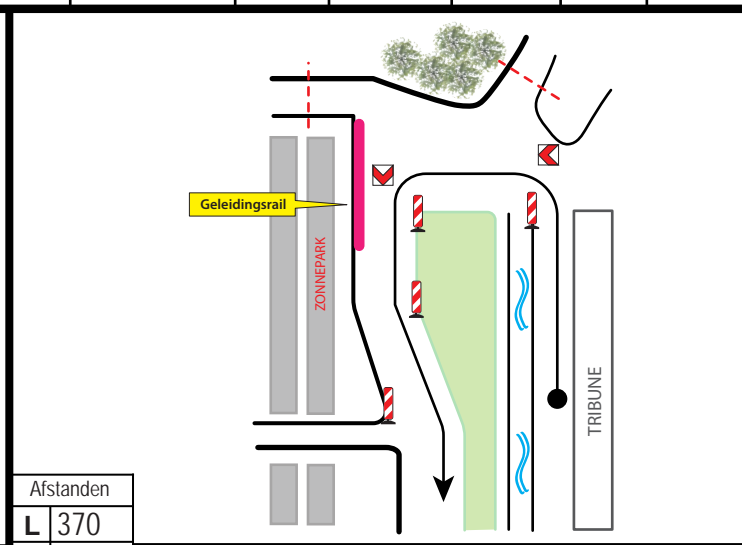 Geleidingsrail
ZONNEPARK
TRIBUNE
Afstanden
L 370